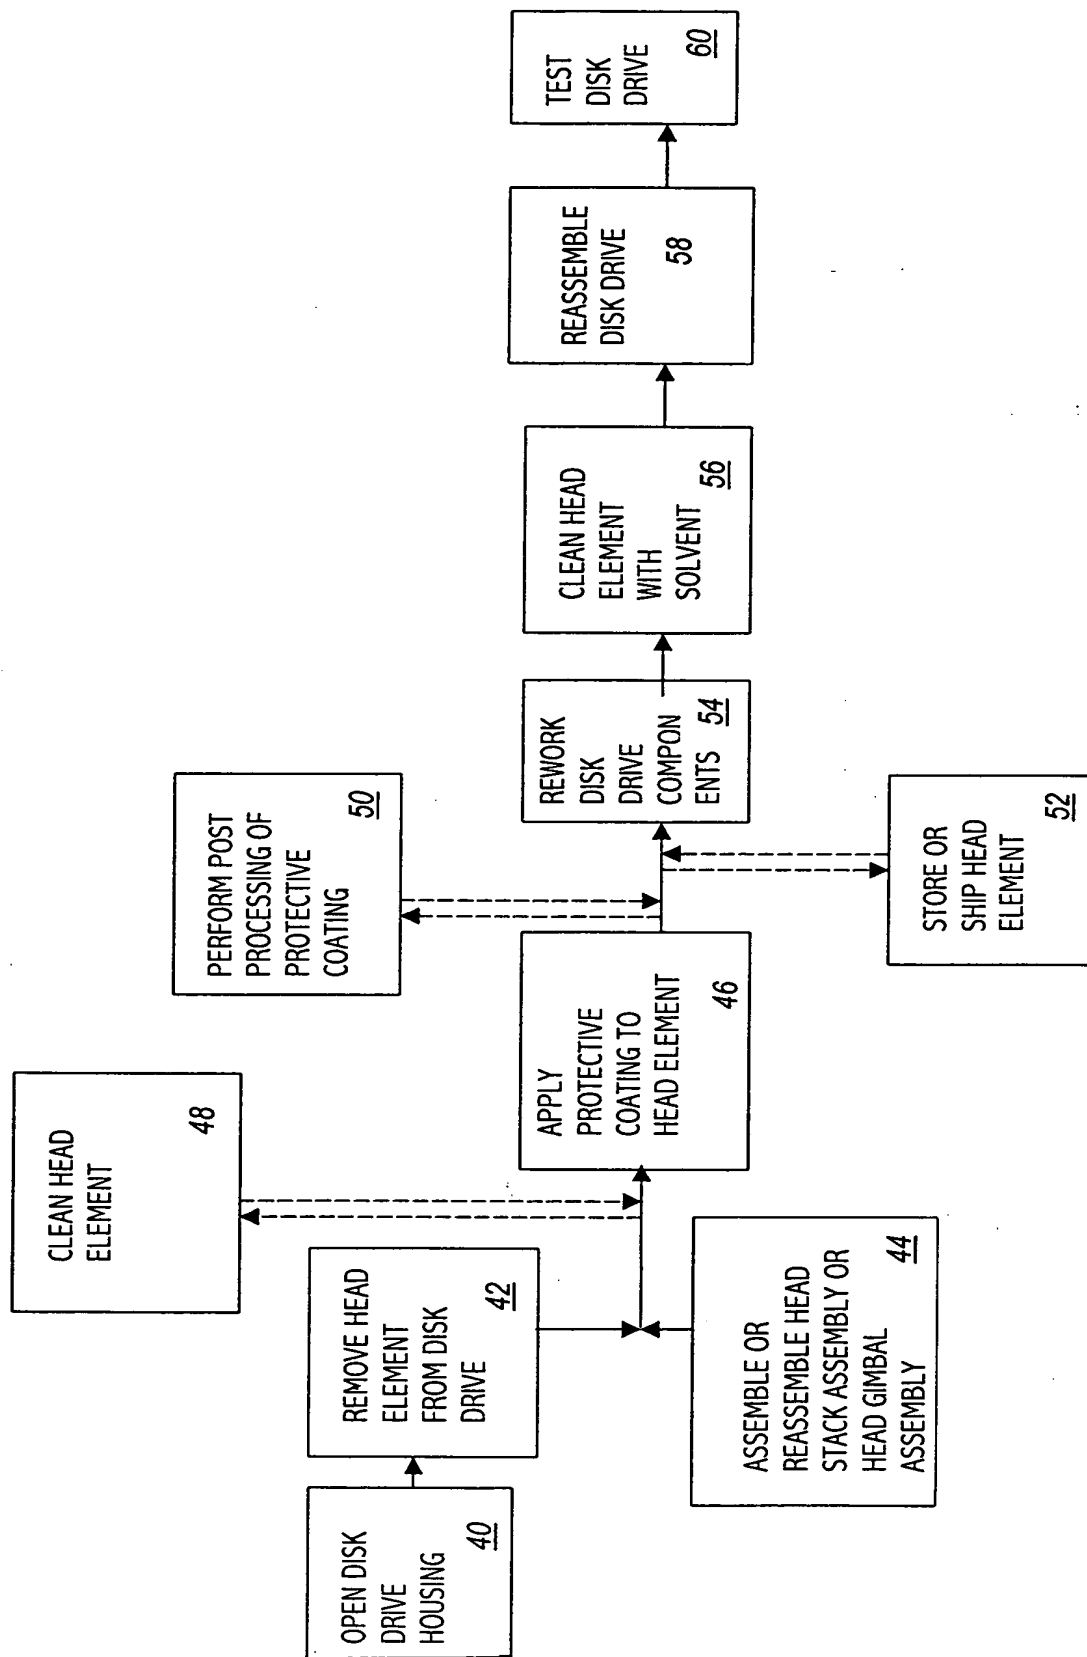 OPEN DISK
DRIVE
HOUSING
40
REMOVE HEAD
ELEMENT
FROM DISK
DRIVE
42
ASSEMBLE OR
REASSEMBLE HEAD
STACK ASSEMBLY OR
HEAD GIMBAL
ASSEMBLY
44
CLEAN HEAD
ELEMENT
48
APPLY
PROTECTIVE
COATING TO
HEAD ELEMENT
46
PERFORM POST
PROCESSING OF
PROTECTIVE
COATING
50
STORE OR
SHIP HEAD
ELEMENT
52
REWORK
DISK
DRIVE
COMPON
ENTS
54
CLEAN HEAD
ELEMENT
WITH
SOLVENT
56
REASSEMBLE
DISK DRIVE
58
TEST
DISK
DRIVE
60